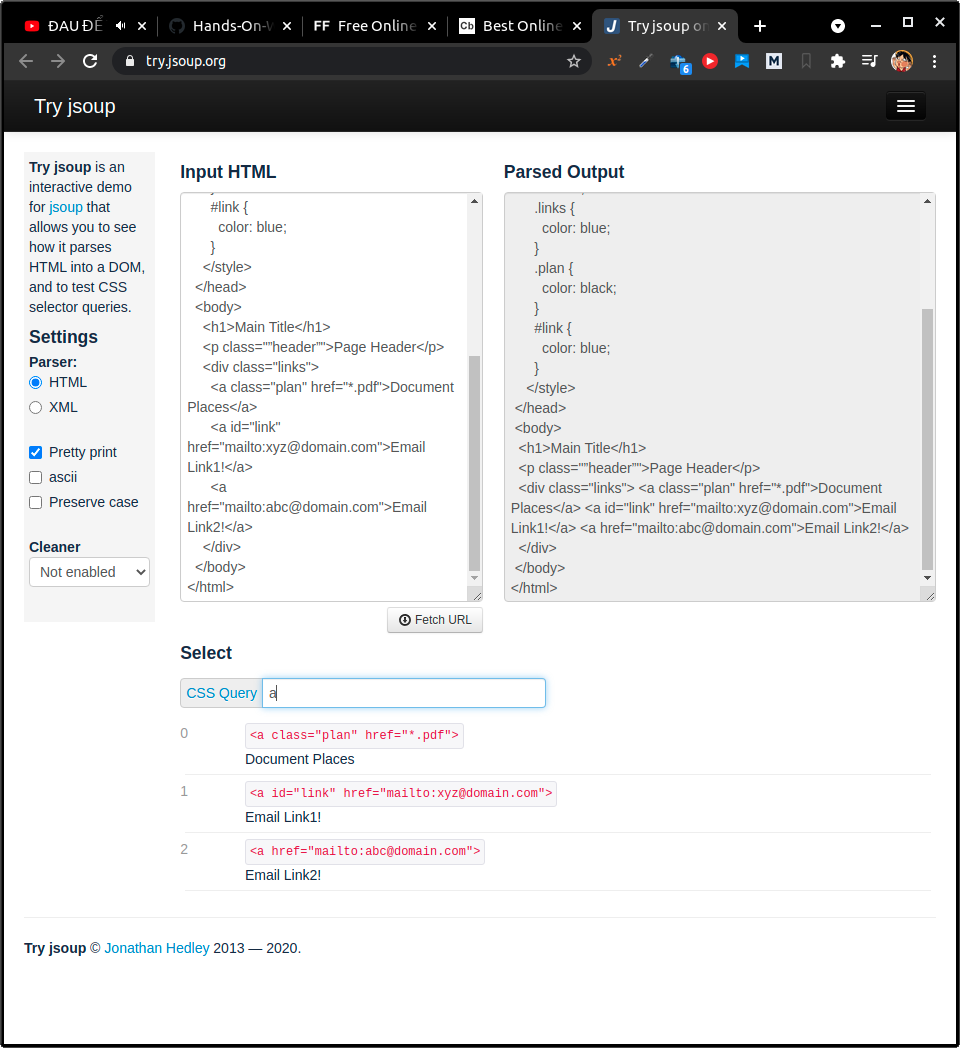 ĐAU ĐỂ
Hands-On-W
FF Free Online
Cb Best Online
Try jsoup on
try.jsoup.org
6
M
Try jsoup
Try jsoup is an
interactive demo
for jsoup that
allows you to see
how it parses
HTML into a DOM,
and to test CSS
selector queries.
Settings
Parser:
HTML
XML
Pretty print
ascii
Preserve case
Cleaner
Not enabled
Input HTML
#link {
color: blue;
}
</style>
</head>
<body>
<h1>Main Title</h1>
<p class="”header”">Page Header</p>
<div class="links">
<a class="plan" href="*.pdf">Document
Places</a>
<a id="link"
href="mailto:xyz@domain.com">Email
Link1!</a>
<a
href="mailto:abc@domain.com">Email
Link2!</a>
</div>
</body>
</html>
Fetch URL
Parsed Output
.links {
color: blue;
}
.plan {
color: black;
}
#link {
color: blue;
}
</style>
</head>
<body>
<h1>Main Title</h1>
<p class="”header”">Page Header</p>
<div class="links"> <a class="plan" href="*.pdf">Document
Places</a> <a id="link" href="mailto:xyz@domain.com">Email
Link1!</a> <a href="mailto:abc@domain.com">Email Link2!</a>
</div>
</body>
</html>
Select
CSS Query a
0 <a class="plan" href="*.pdf">
Document Places
1 <a id="link" href="mailto:xyz@domain.com">
Email Link1!
2 <a href="mailto:abc@domain.com">
Email Link2!
Try jsoup © Jonathan Hedley 2013 — 2020.